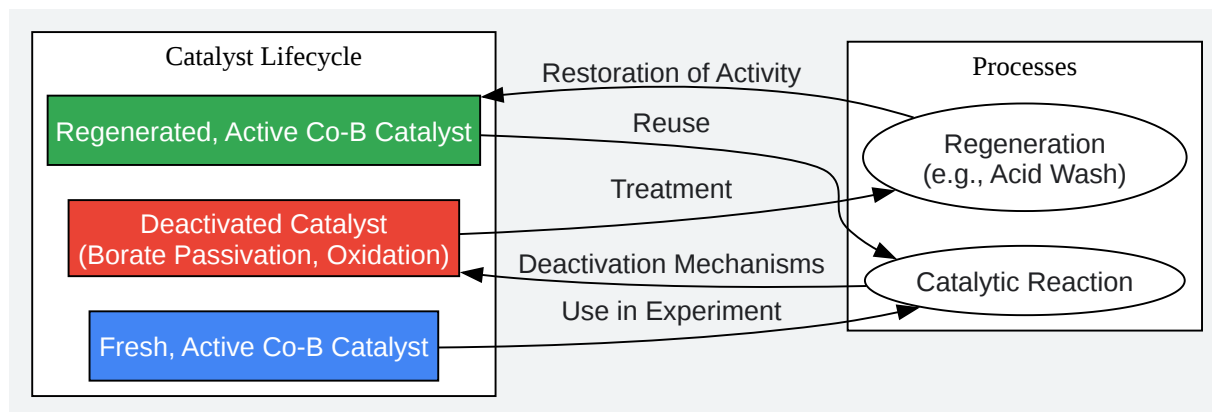 Catalyst Lifecycle
Regenerated, Active Co-B Catalyst
Deactivated Catalyst
(Borate Passivation, Oxidation)
Fresh, Active Co-B Catalyst
Restoration of Activity
Reuse
Treatment
Deactivation Mechanisms
Use in Experiment
Processes
Regeneration
(e.g., Acid Wash)
Catalytic Reaction